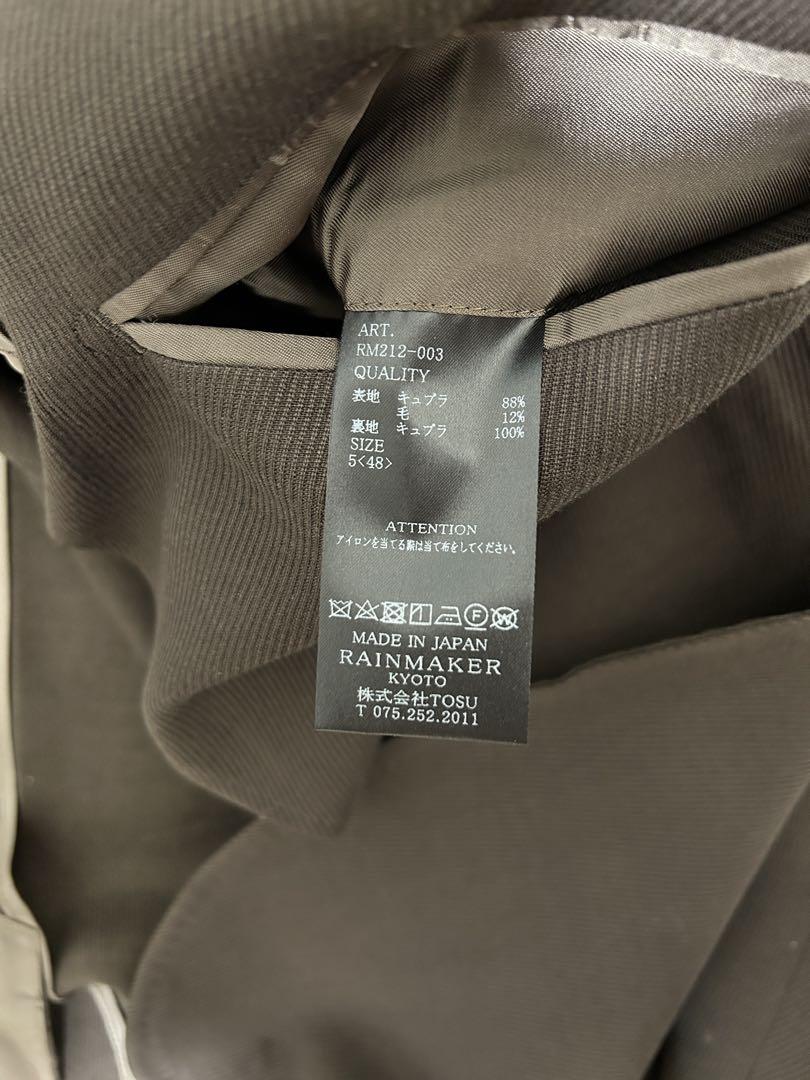 ART.
RM212-003
QUALITY
表地 キュプラ 88%
毛 12%
裏地 キュプラ 100%
SIZE
5<48>
ATTENTION
アイロンを当てる際は当て布をしてください。
F W
MADE IN JAPAN
RAINMAKER
KYOTO
株式会社TOSU
T 075.252.2011